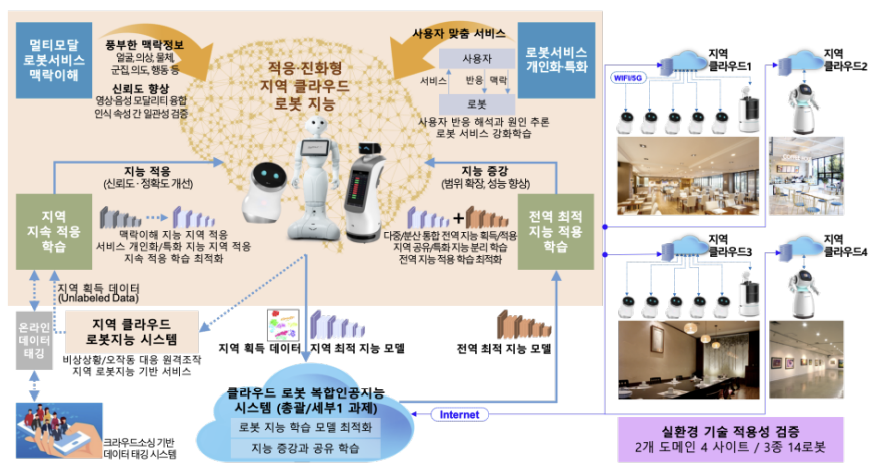 멀티모달
로봇서비스
맥락이해
풍부한 맥락정보
얼굴, 의상, 물체,
군집, 의도, 행동 등
신뢰도 향상
영상·음성 모달리티 융합
인식 속성 간 일관성 검증
적응·진화형
지역 클라우드
로봇 지능
사용자 맞춤 서비스
사용자
서비스
반응
맥락
로봇
사용자 반응 해석과 원인 추론
로봇 서비스 강화학습
로봇서비스
개인화·특화
지역
지속 적응
학습
지능 적응
(신뢰도·정확도 개선)
맥락이해 지능 지역 적응
서비스 개인화/특화 지능 지역 적응
지속 적응 학습 최적화
지능 증강
(범위 확장, 성능 향상)
다중/분산 통합 전역 지능 획득/적용
지역 공유/특화 지능 분리 학습
전역 지능 적용 학습 최적화
전역 최적
지능 적응
학습
지역 획득 데이터
(Unlabeled Data)
온라인
데이터
태깅
지역 클라우드
로봇지능 시스템
비상상황/오작동 대응 원격조작
지역 로봇지능 기반 서비스
크라우드소싱 기반
데이터 태깅 시스템
지역 획득 데이터
지역 최적 지능 모델
전역 최적 지능 모델
클라우드 로봇 복합인공지능
시스템 (총괄/세부1 과제)
로봇 지능 학습 모델 최적화
지능 증강과 공유 학습
Internet
지역
클라우드1
WIFI/5G
지역
클라우드2
지역
클라우드3
지역
클라우드4
실환경 기술 적용성 검증
2개 도메인 4 사이트 / 3종 14로봇